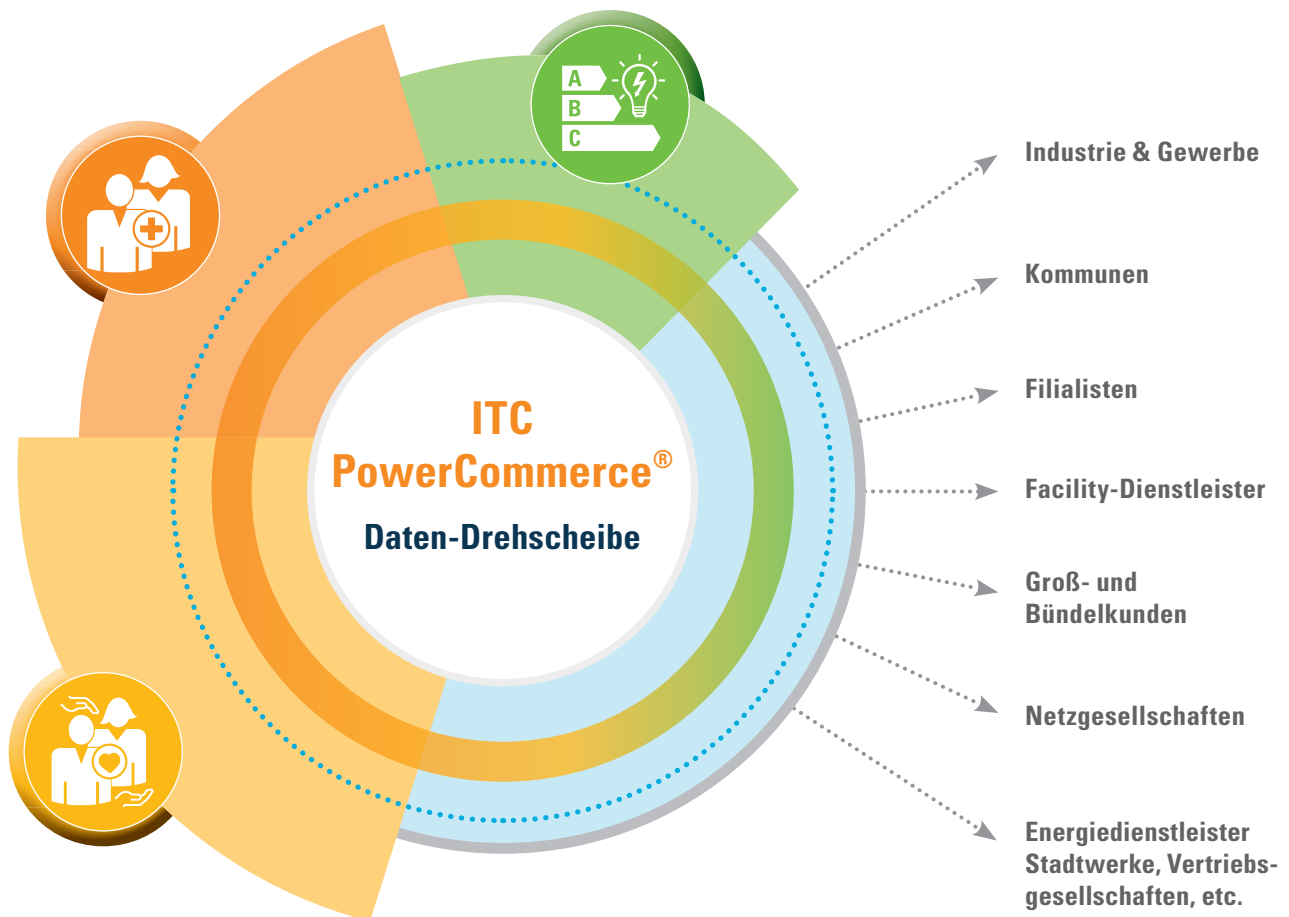 A
B
C
ITC
PowerCommerce®
Daten-Drehscheibe
Industrie & Gewerbe
Kommunen
Filialisten
Facility-Dienstleister
Groß- und
Bündelkunden
Netzgesellschaften
Energiedienstleister
Stadtwerke, Vertriebs-
gesellschaften, etc.